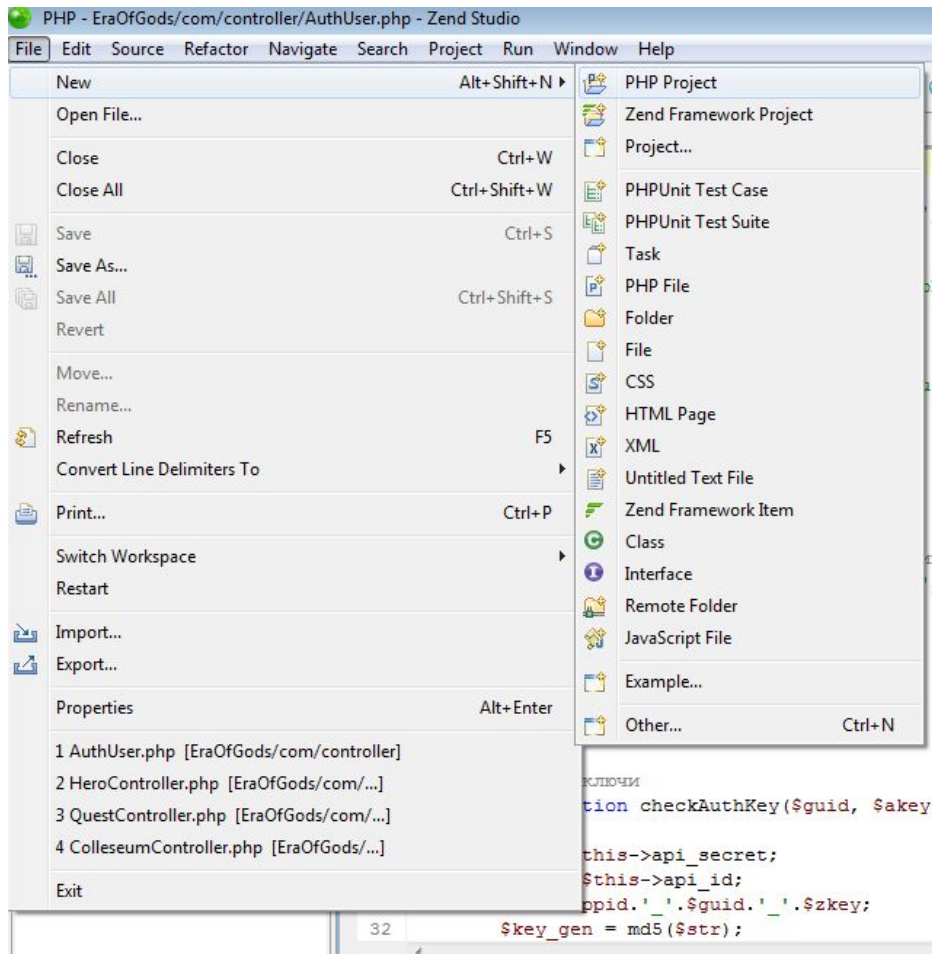 PHP - EraOfGods/com/controller/AuthUser.php - Zend Studio
File Edit Source Refactor Navigate Search Project Run Window Help
New Alt+Shift+N
Open File...
Close Ctrl+W
Close All Ctrl+Shift+W
Save Ctrl+S
Save As...
Save All Ctrl+Shift+S
Revert
Move...
Rename...
Refresh F5
Convert Line Delimiters To
Print... Ctrl+P
Switch Workspace
Restart
Import...
Export...
Properties Alt+Enter
1 AuthUser.php [EraOfGods/com/controller]
2 HeroController.php [EraOfGods/com/...]
3 QuestController.php [EraOfGods/com/...]
4 ColleseumController.php [EraOfGods/...]
Exit
PHP Project
Zend Framework Project
Project...
PHPUnit Test Case
PHPUnit Test Suite
Task
PHP File
Folder
File
CSS
HTML Page
XML
Untitled Text File
Zend Framework Item
Class
Interface
Remote Folder
JavaScript File
Example...
Other... Ctrl+N
ключи
tion checkAuthKey($guid, $akey
this->api_secret;
$this->api_id;
ppid.'_'.$guid.'_'.$zkey;
32 $key_gen = md5($str);